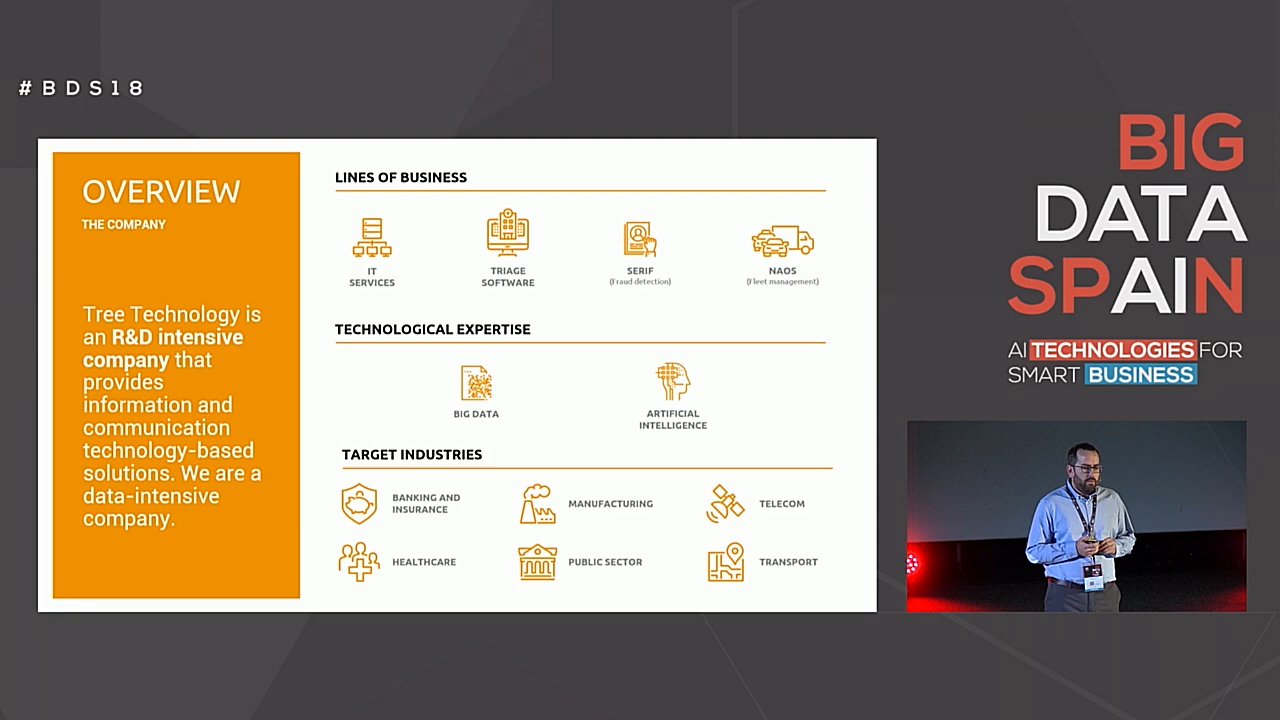 #BDS18
OVERVIEW
THE COMPANY
Tree Technology is
an R&D intensive
company that
provides
information and
communication
technology-based
solutions. We are a
data-intensive
company.
LINES OF BUSINESS
IT
SERVICES
TRIAGE
SOFTWARE
SERIF
(Fraud detection)
NAOS
(Fleet management)
TECHNOLOGICAL EXPERTISE
BIG DATA
ARTIFICIAL
INTELLIGENCE
TARGET INDUSTRIES
BANKING AND
INSURANCE
MANUFACTURING
TELECOM
HEALTHCARE
PUBLIC SECTOR
TRANSPORT
BIG
DATA
SPAIN
AI TECHNOLOGIES FOR
SMART BUSINESS